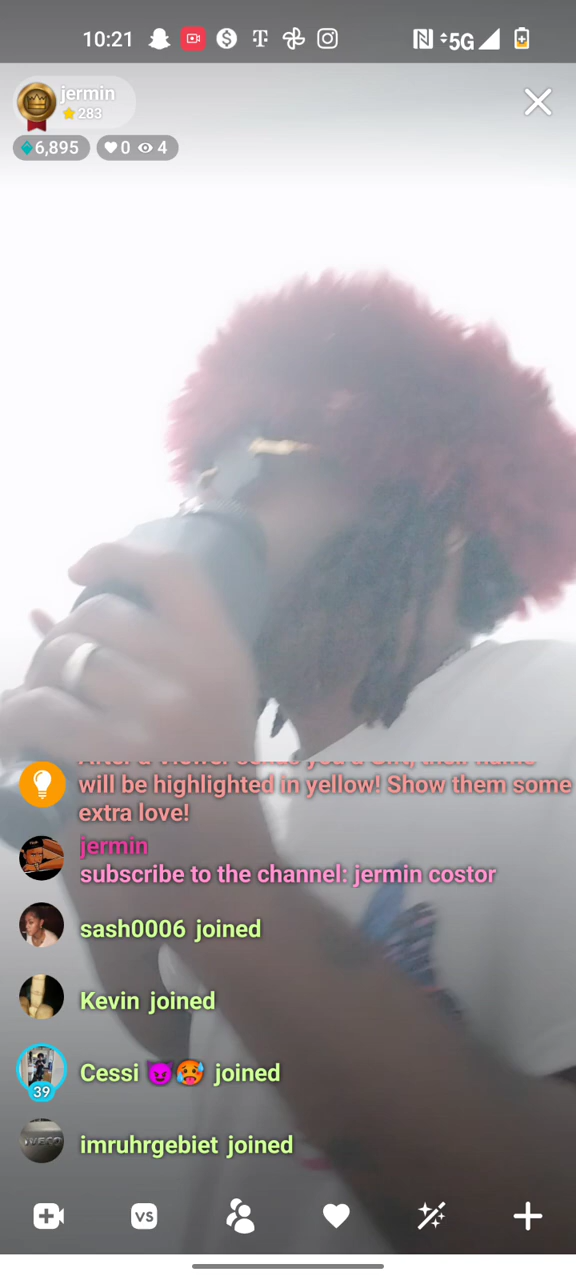 10:21
5G
jermin
283
6,895
0 4
will be highlighted in yellow! Show them some
extra love!
jermin
subscribe to the channel: jermin costor
sash0006 joined
Kevin joined
Cessi 😈🥵 joined
39
imruhrgebiet joined
VS